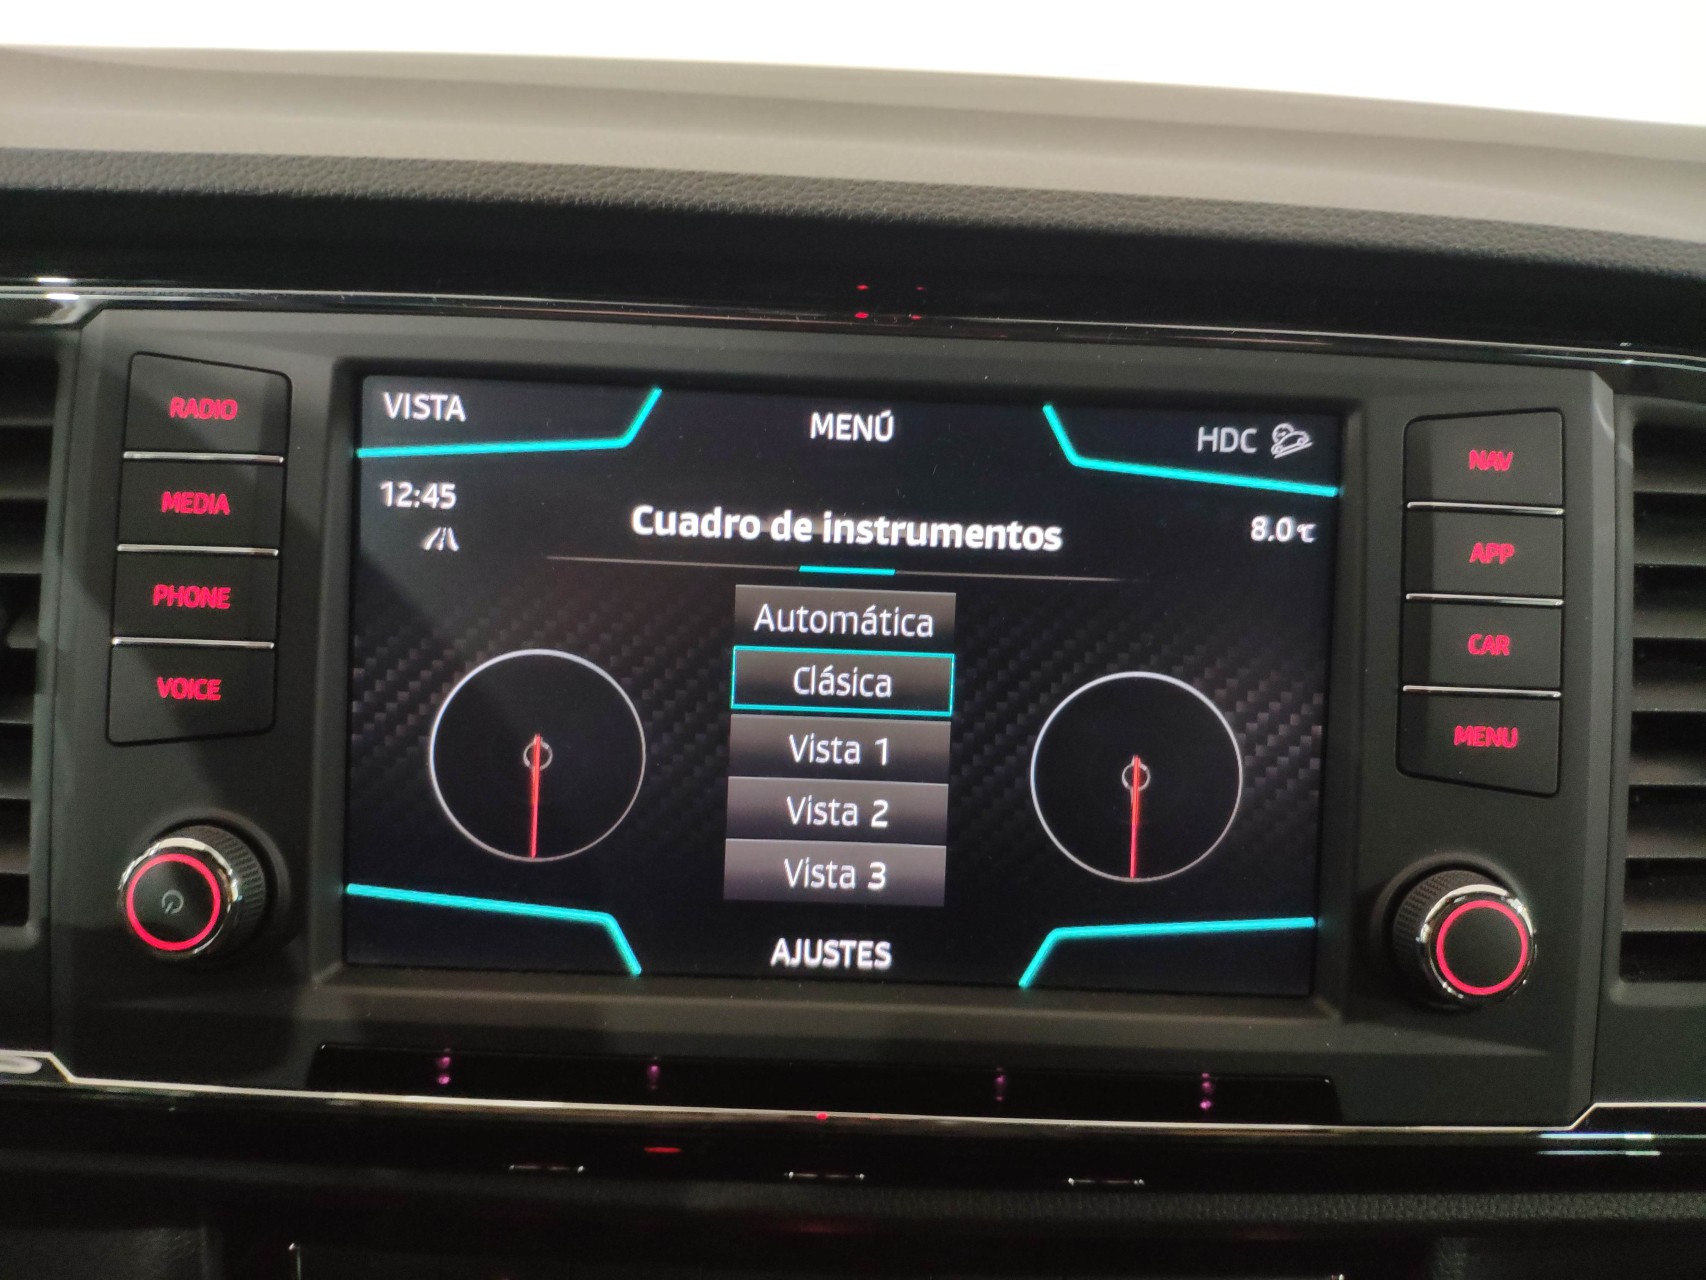 RADIO
MEDIA
PHONE
VOICE
VISTA
MENÚ
HDC
12:45
Cuadro de instrumentos
8.0℃
Automática
Clásica
Vista 1
Vista 2
Vista 3
AJUSTES
NAV
APP
CAR
MENU